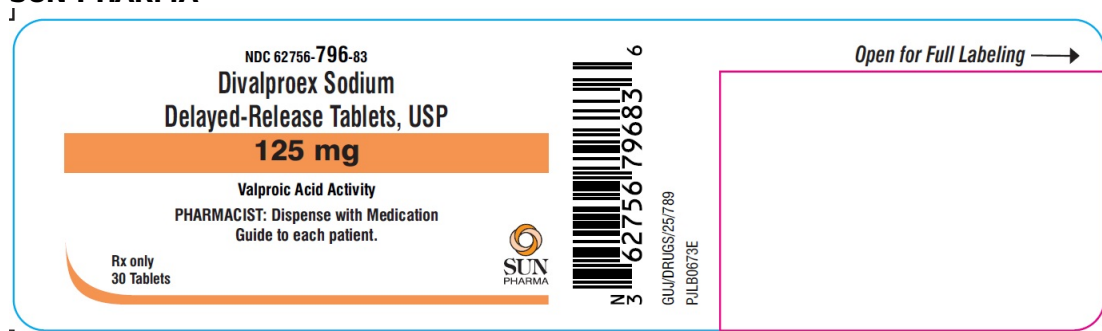 NDC 62756-796-83
Divalproex Sodium
Delayed-Release Tablets, USP
125 mg
Valproic Acid Activity
PHARMACIST: Dispense with Medication
Guide to each patient.
Rx only
30 Tablets
SUN
PHARMA
N
3 62756 79683 6
GUJ/DRUGS/25/789
PJLB0673E
Open for Full Labeling